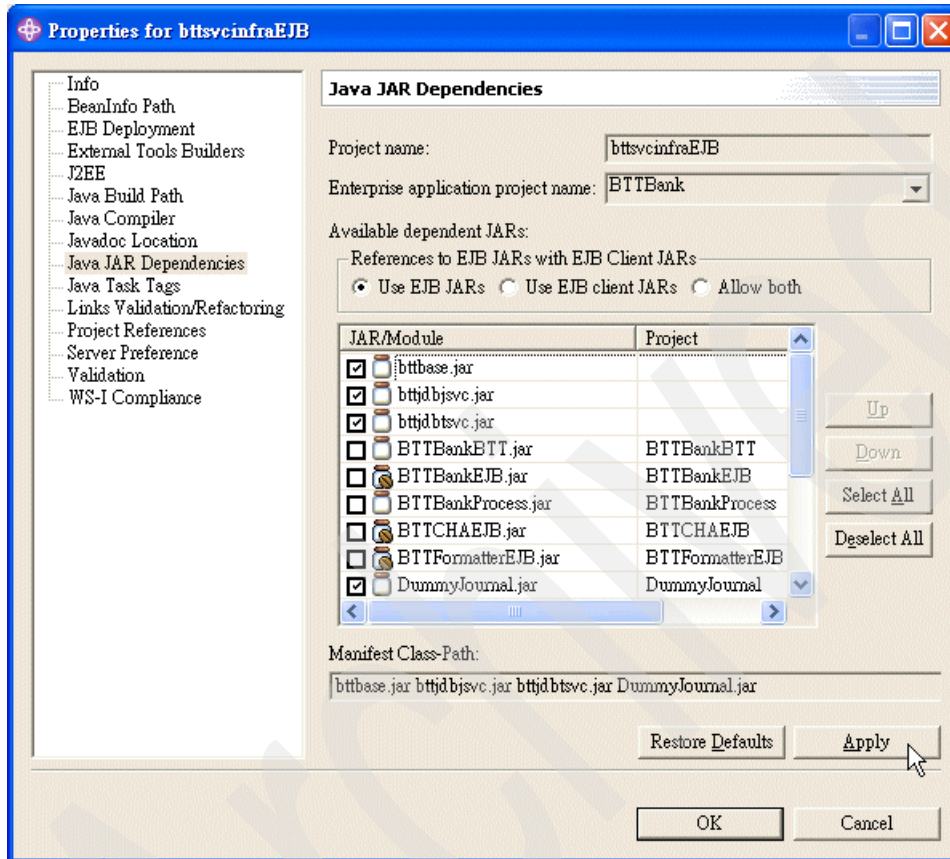 Properties for bttsvcinfraEJB
Info
BeanInfo Path
EJB Deployment
External Tools Builders
J2EE
Java Build Path
Java Compiler
Javadoc Location
Java JAR Dependencies
Java Task Tags
Links Validation/Refactoring
Project References
Server Preference
Validation
WS-I Compliance
Java JAR Dependencies
Project name: bttsvcinfraEJB
Enterprise application project name: BTTBank
Available dependent JARs:
References to EJB JARs with EJB Client JARs
Use EJB JARs Use EJB client JARs Allow both
JAR/Module Project
bttbase.jar
bttjdbjsvc.jar
bttjdbtsvc.jar
BTTBankBTT.jar BTTBankBTT
BTTBankEJB.jar BTTBankEJB
BTTBankProcess.jar BTTBankProcess
BTTCHAEJB.jar BTTCHAEJB
BTTFormatterEJB.jar BTTFormatterEJB
DummyJournal.jar DummyJournal
Up
Down
Select All
Deselect All
Manifest Class-Path:
bttbase.jar bttjdbjsvc.jar bttjdbtsvc.jar DummyJournal.jar
Restore Defaults Apply
OK Cancel